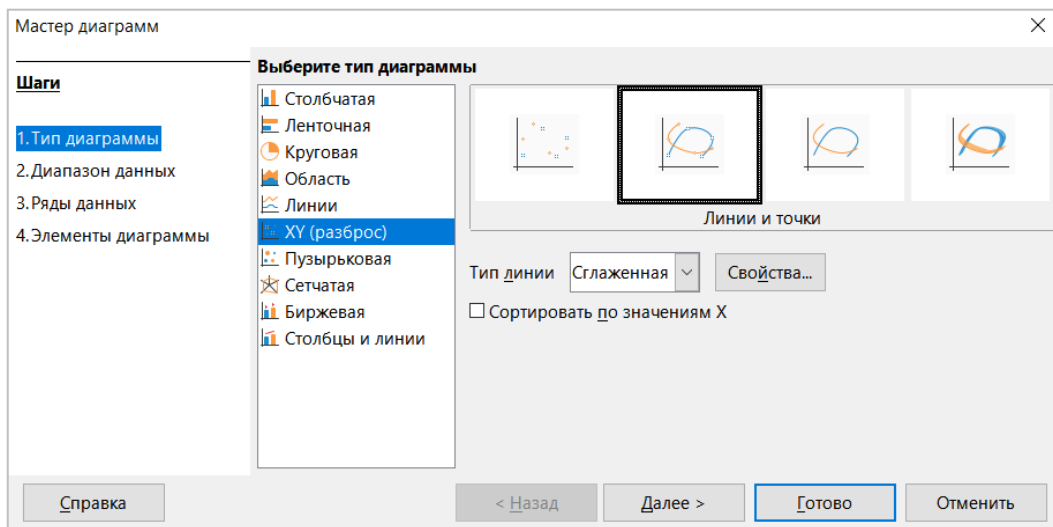 Мастер диаграмм
Шаги
1.Тип диаграммы
2.Диапазон данных
3.Ряды данных
4.Элементы диаграммы
Выберите тип диаграммы
Столбчатая
Ленточная
Круговая
Область
Линии
XY (разброс)
Пузырьковая
Сетчатая
Биржевая
Столбцы и линии
Линии и точки
Тип линии Сглаженная Свойства...
Сортировать по значениям X
Справка < Назад Далее > Готово Отменить